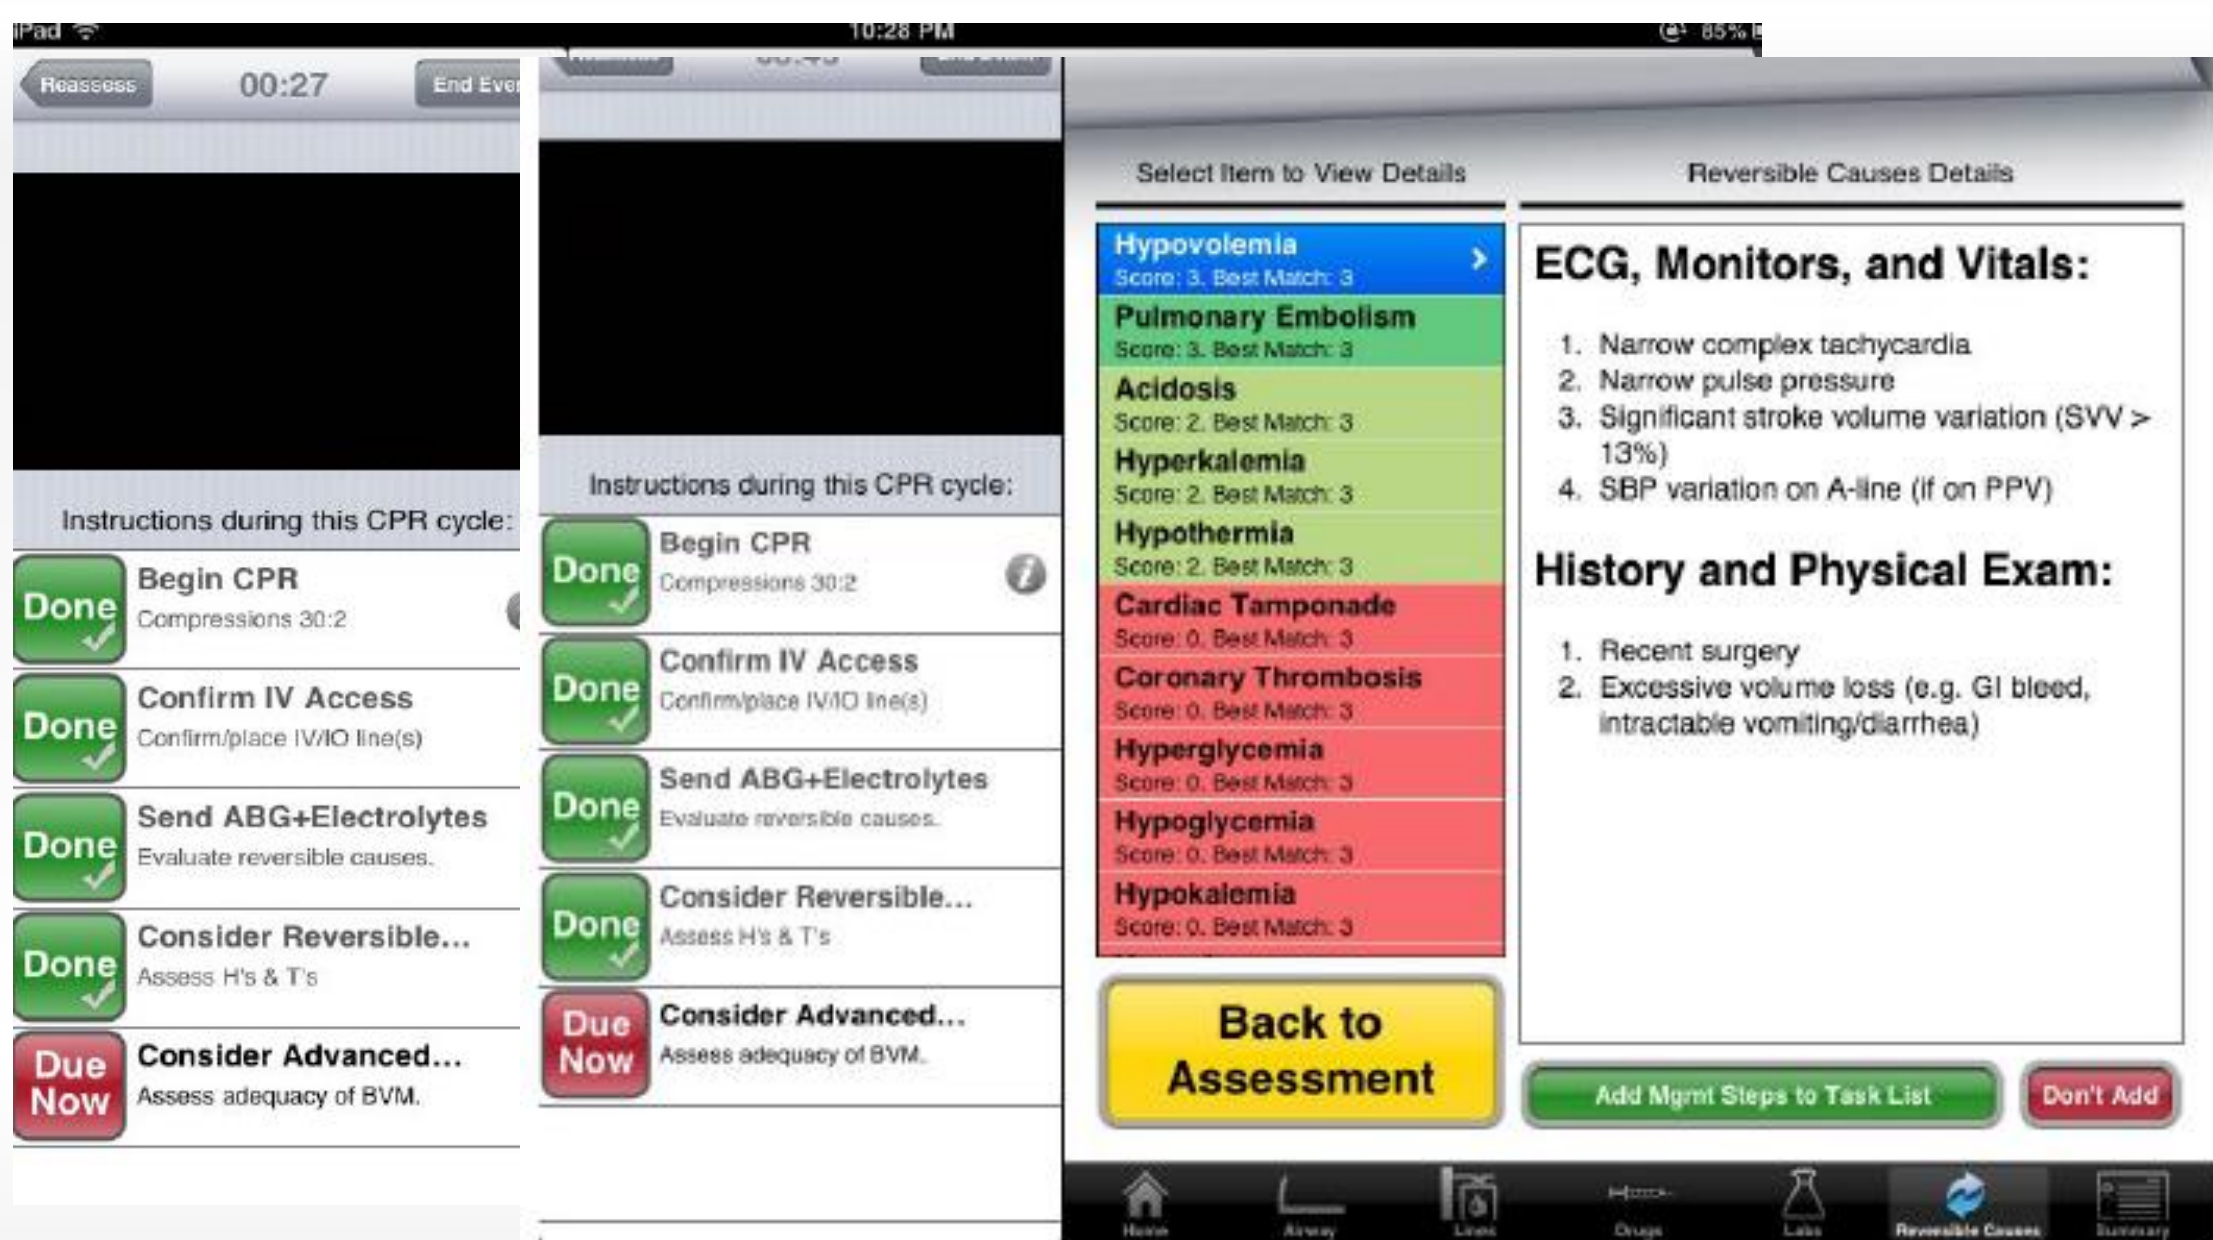 iPad
10:28 PM
85%
Reassess
00:27
End Even
Instructions during this CPR cycle:
Done
Begin CPR
Compressions 30:2
Done
Confirm IV Access
Confirm/place IV/IO line(s)
Done
Send ABG+Electrolytes
Evaluate reversible causes.
Done
Consider Reversible...
Assess H's & T's
Due
Now
Consider Advanced...
Assess adequacy of BVM.
Instructions during this CPR cycle:
Done
Begin CPR
Compressions 30:2
Done
Confirm IV Access
Confirm/place IV/IO line(s)
Done
Send ABG+Electrolytes
Evaluate reversible causes.
Done
Consider Reversible...
Assess H's & T's
Due
Now
Consider Advanced...
Assess adequacy of BVM.
Select Item to View Details
Hypovolemia
Score: 3. Best Match: 3
Pulmonary Embolism
Score: 3. Best Match: 3
Acidosis
Score: 2. Best Match: 3
Hyperkalemia
Score: 2. Best Match: 3
Hypothermia
Score: 2. Best Match: 3
Cardiac Tamponade
Score: 0. Best Match: 3
Coronary Thrombosis
Score: 0. Best Match: 3
Hyperglycemia
Score: 0. Best Match: 3
Hypoglycemia
Score: 0. Best Match: 3
Hypokalemia
Score: 0. Best Match: 3
Back to
Assessment
Reversible Causes Details
ECG, Monitors, and Vitals:
1. Narrow complex tachycardia
2. Narrow pulse pressure
3. Significant stroke volume variation (SVV >
13%)
4. SBP variation on A-line (if on PPV)
History and Physical Exam:
1. Recent surgery
2. Excessive volume loss (e.g. GI bleed,
intractable vomiting/diarrhea)
Add Mgmt Steps to Task List
Don't Add
Home
Airway
Lines
Drugs
Labs
Reversible Causes
Summary